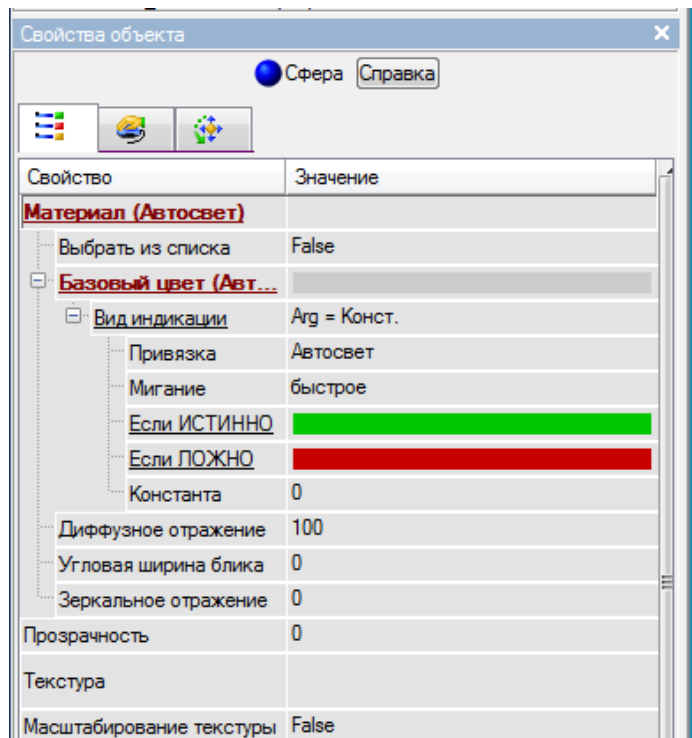 Свойства объекта
Сфера Справка
Свойство Значение
Материал (Автосвет)
Выбрать из списка False
Базовый цвет (Авт...
Вид индикации Arg = Конст.
Привязка Автосвет
Мигание быстрое
Если ИСТИННО
Если ЛОЖНО
Константа 0
Диффузное отражение 100
Угловая ширина блика 0
Зеркальное отражение 0
Прозрачность 0
Текстура
Масштабирование текстуры False